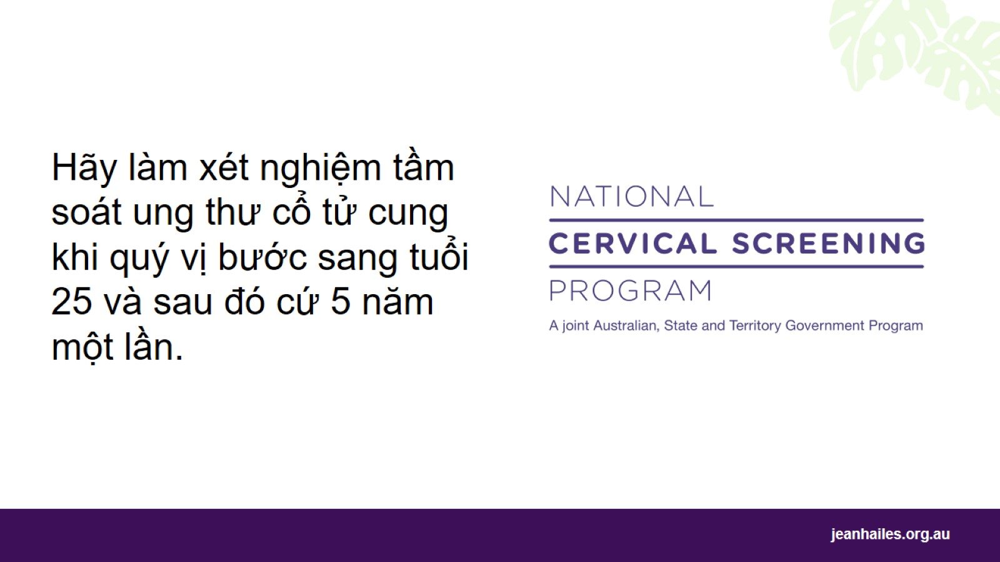 Hãy làm xét nghiệm tầm
soát ung thư cổ tử cung
khi quý vị bước sang tuổi
25 và sau đó cứ 5 năm
một lần.
NATIONAL
CERVICAL SCREENING
PROGRAM
A joint Australian, State and Territory Government Program
jeanhailes.org.au